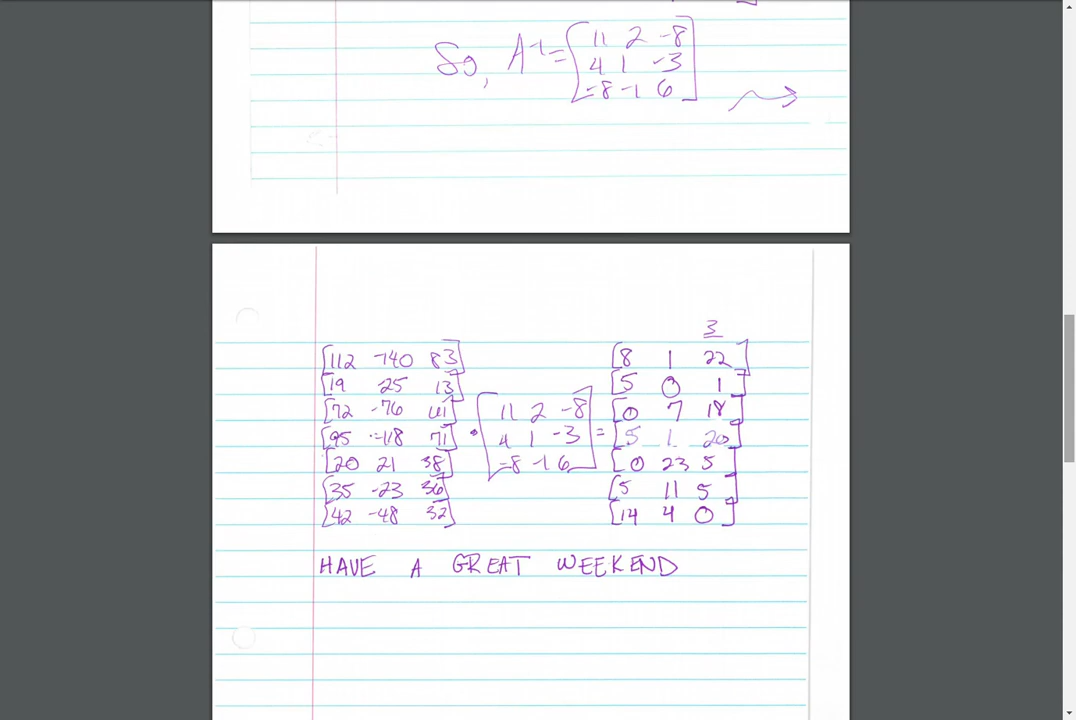 So, A⁻¹ = [11 2 -8
4 1 -3
-8 -1 6]
3
[112 -140 83] [8 1 22]
[19 -25 13] [5 0 1]
[72 -76 61] [11 2 -8 [0 7 18]
[95 -118 71] • 4 1 -3 = [5 1 20]
[20 21 38] -8 -1 6] [0 23 5]
[35 -23 36] [5 11 5]
[42 -48 32] [14 4 0]
HAVE A GREAT WEEKEND